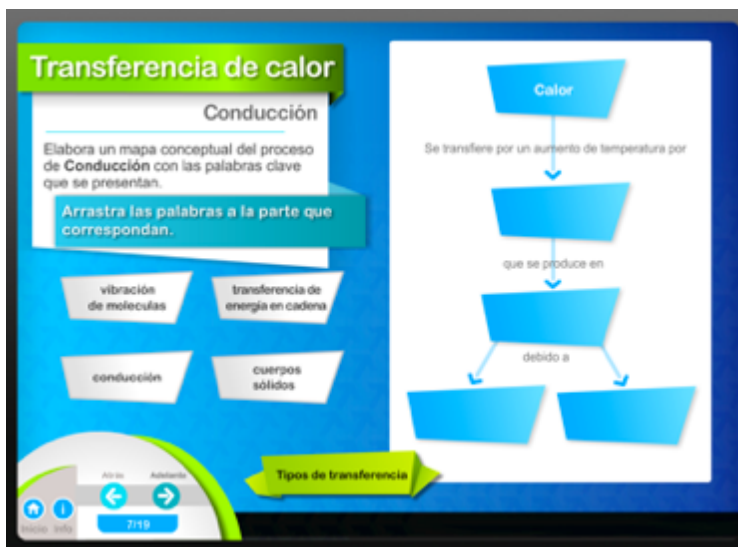 Transferencia de calor
Conducción
Elabora un mapa conceptual del proceso
de Conducción con las palabras clave
que se presentan.
Arrastra las palabras a la parte que
correspondan.
vibración
de moleculas
transferencia de
energía en cadena
conducción
cuerpos
sòlidos
Calor
Se transfiere por un aumento de temperatura por
que se produce en
debido a
Tipos de transferencia
Atrás
Adelante
Inicio
Info
7/19